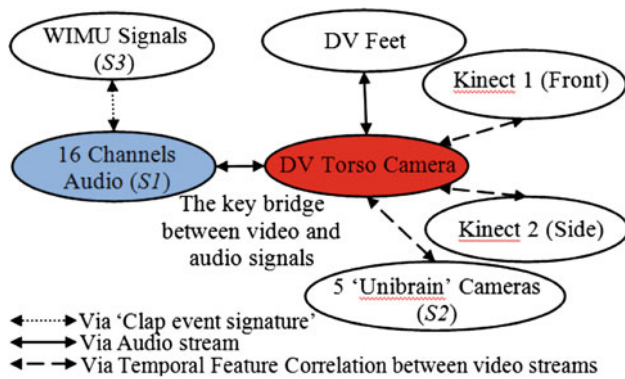 WIMU Signals
(S3)
DV Feet
Kinect 1 (Front)
16 Channels
Audio (S1)
DV Torso Camera
The key bridge
between video and
audio signals
Kinect 2 (Side)
5 ‘Unibrain’ Cameras
(S2)
Via ‘Clap event signature’
Via Audio stream
Via Temporal Feature Correlation between video streams